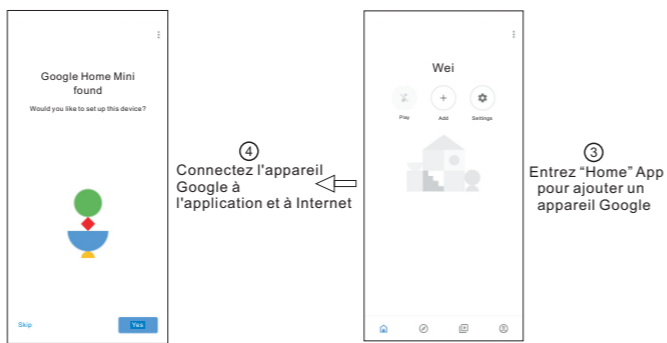 Google Home Mini
found
Would you like to set up this device?
Skip
Yes
④
Connectez l'appareil
Google à
l'application et à Internet
Wei
Play
Add
Settings
③
Entrez “Home” App
pour ajouter un
appareil Google